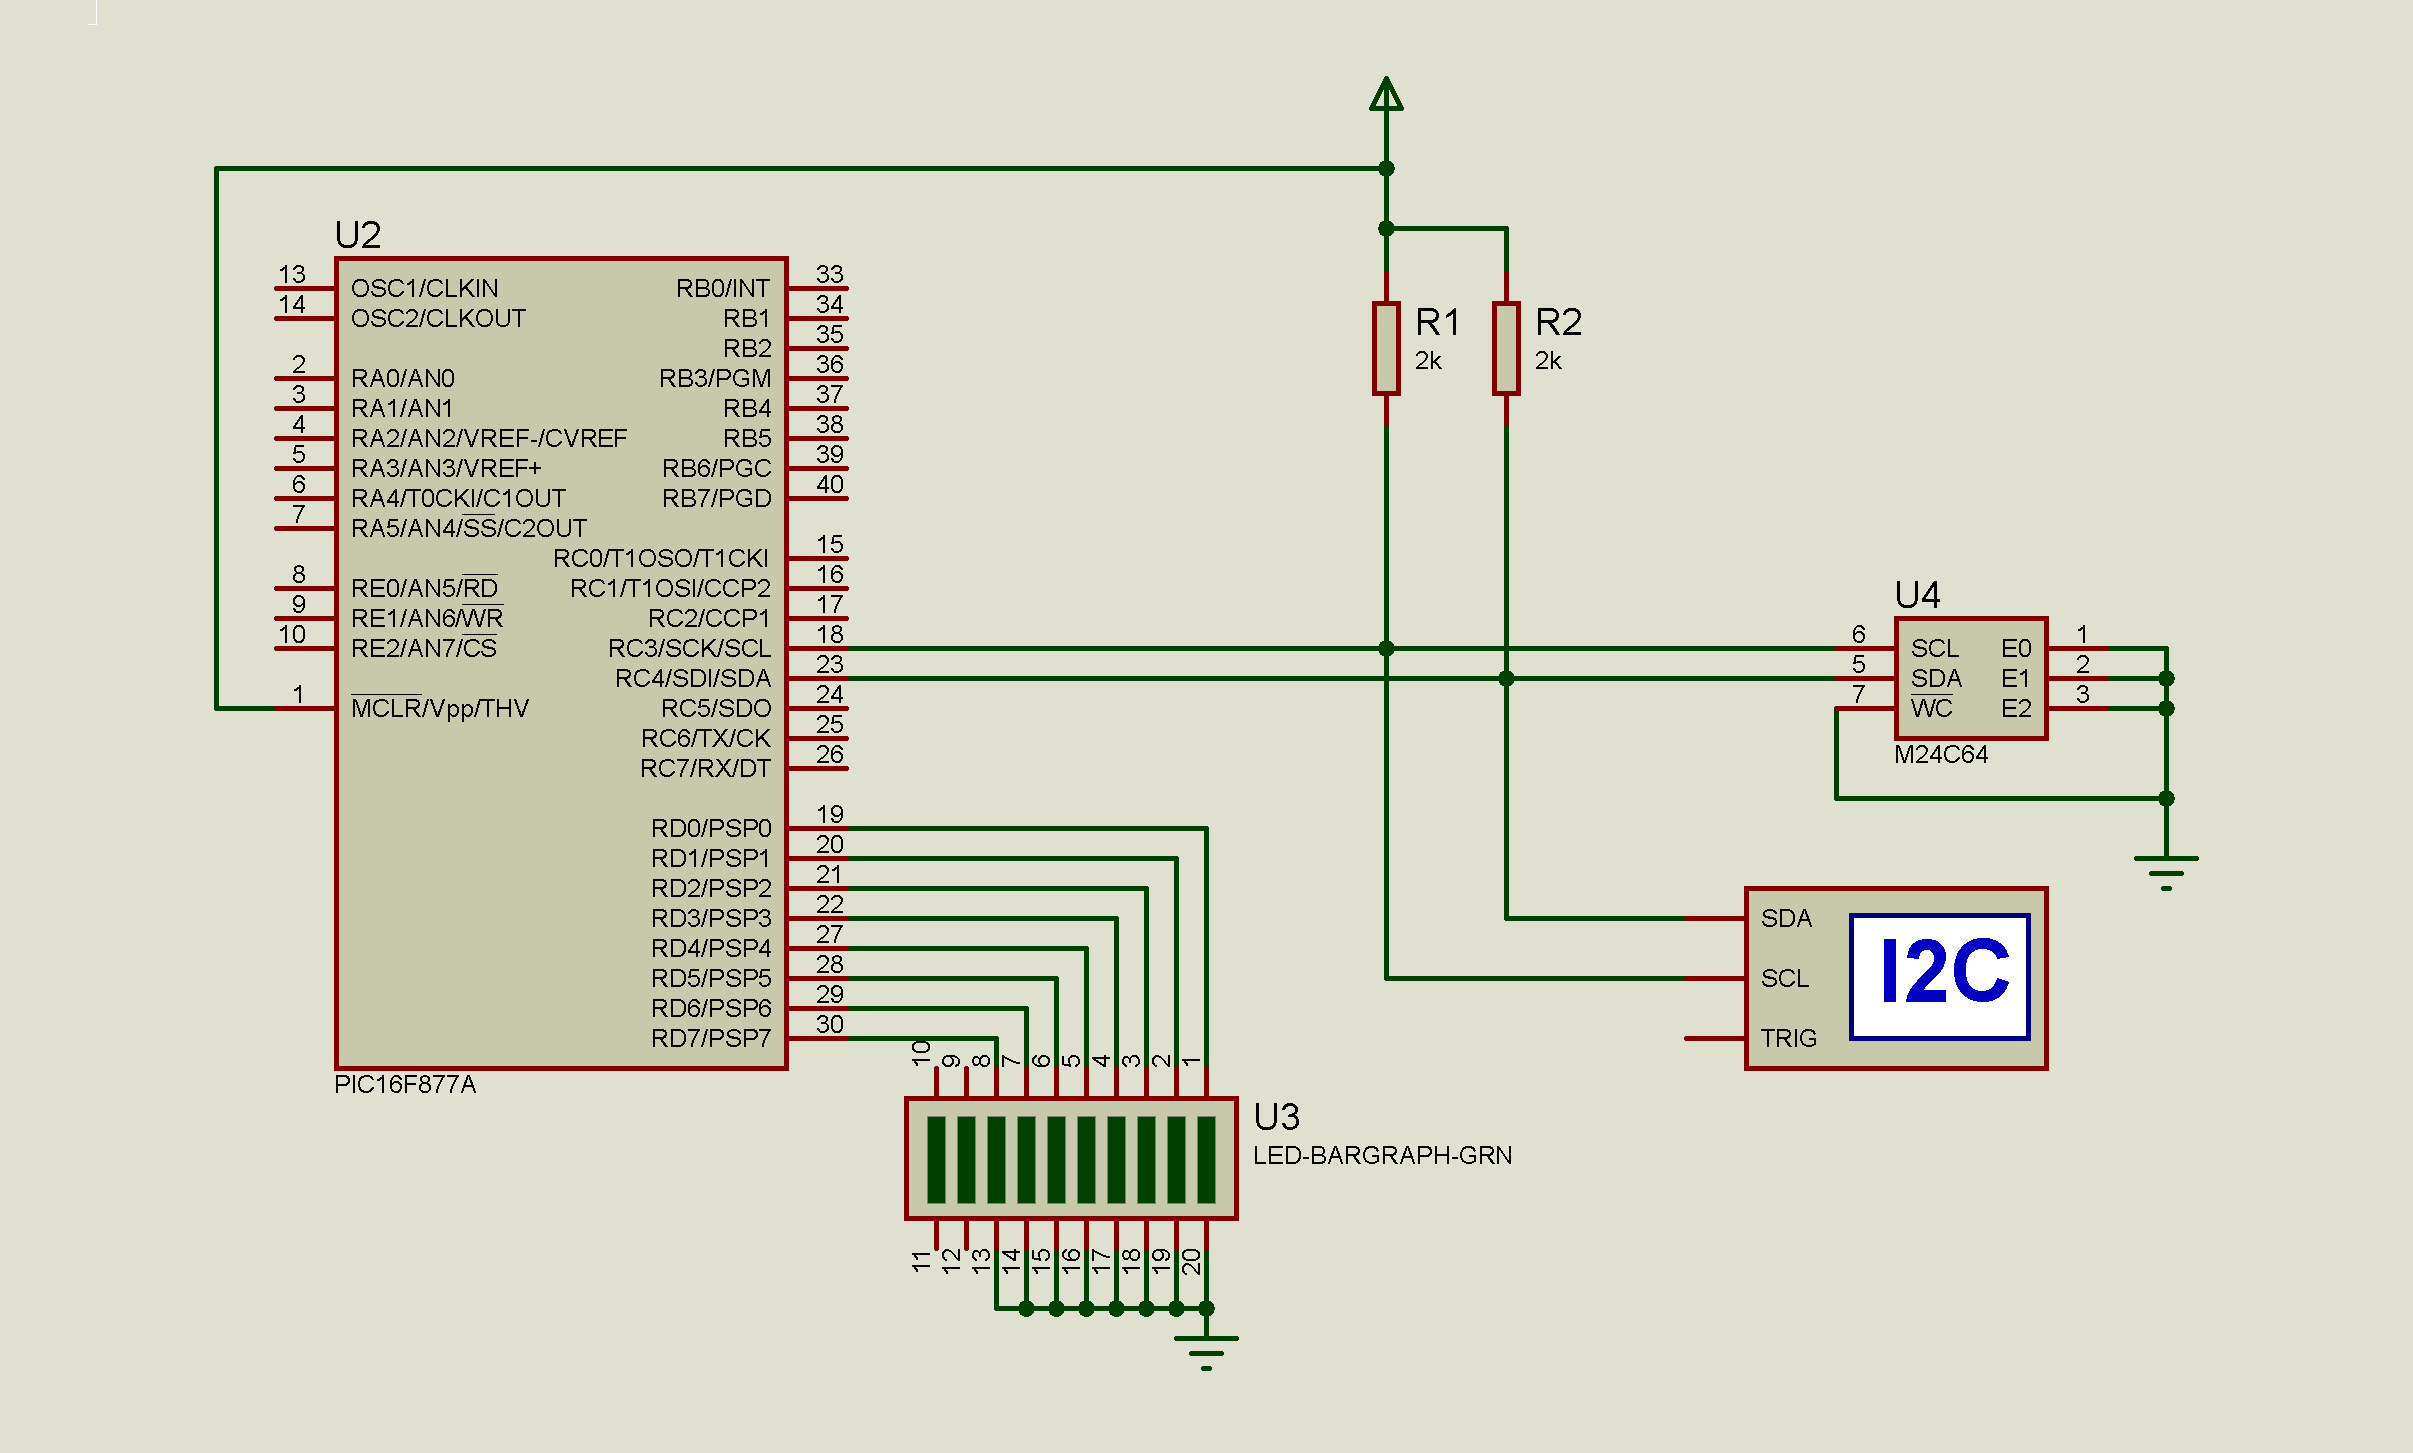 U2
13 OSC1/CLKIN RB0/INT 33
14 OSC2/CLKOUT RB1 34
RB2 35
2 RA0/AN0 RB3/PGM 36
3 RA1/AN1 RB4 37
4 RA2/AN2/VREF-/CVREF RB5 38
5 RA3/AN3/VREF+ RB6/PGC 39
6 RA4/T0CKI/C1OUT RB7/PGD 40
7 RA5/AN4/SS/C2OUT
RC0/T1OSO/T1CKI 15
8 RE0/AN5/RD RC1/T1OSI/CCP2 16
9 RE1/AN6/WR RC2/CCP1 17
10 RE2/AN7/CS RC3/SCK/SCL 18
RC4/SDI/SDA 23
1 MCLR/Vpp/THV RC5/SDO 24
RC6/TX/CK 25
RC7/RX/DT 26
RD0/PSP0 19
RD1/PSP1 20
RD2/PSP2 21
RD3/PSP3 22
RD4/PSP4 27
RD5/PSP5 28
RD6/PSP6 29
RD7/PSP7 30
PIC16F877A
R1
2k
R2
2k
U4
6 SCL E0 1
5 SDA E1 2
7 WC E2 3
M24C64
SDA
SCL
TRIG
I2C
10 9 8 7 6 5 4 3 2 1
U3
LED-BARGRAPH-GRN
11 12 13 14 15 16 17 18 19 20